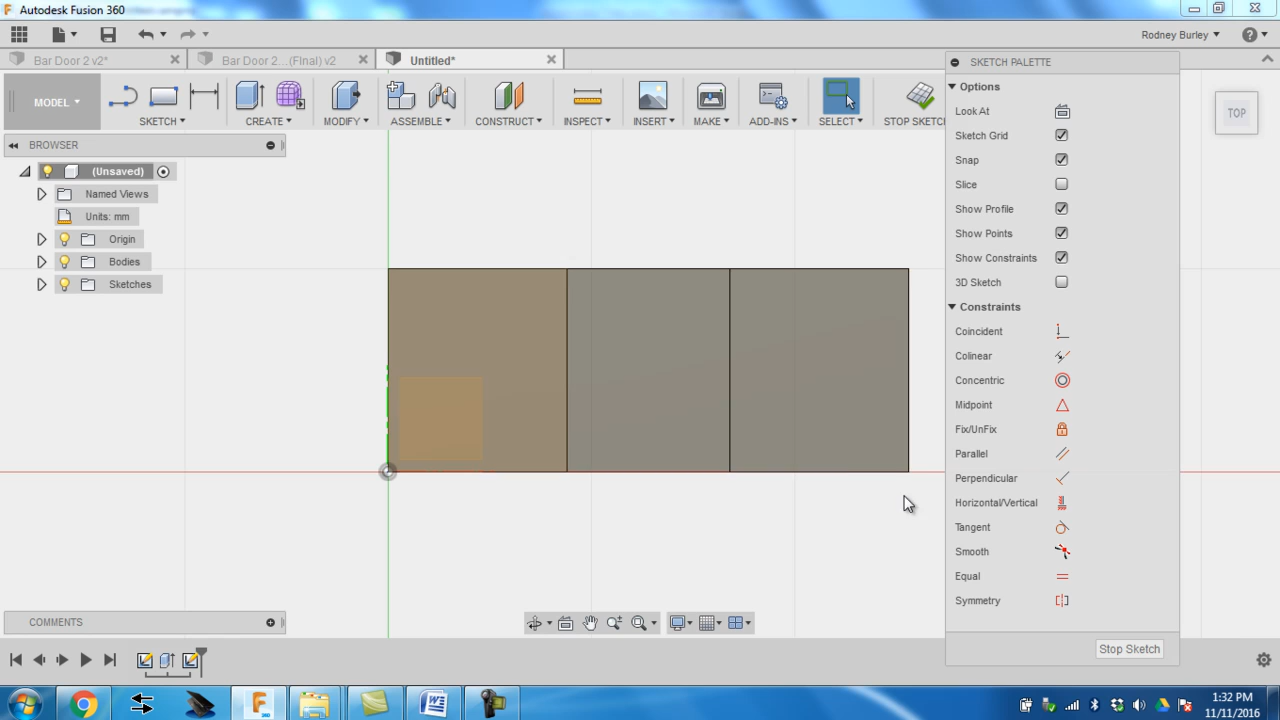 Autodesk Fusion 360
Rodney Burley
Bar Door 2 v2*
Bar Door 2...(Final) v2
Untitled*
MODEL
SKETCH
CREATE
MODIFY
ASSEMBLE
CONSTRUCT
INSPECT
INSERT
MAKE
ADD-INS
SELECT
STOP SKETC
SKETCH PALETTE
Options
Look At
Sketch Grid
Snap
Slice
Show Profile
Show Points
Show Constraints
3D Sketch
Constraints
Coincident
Colinear
Concentric
Midpoint
Fix/UnFix
Parallel
Perpendicular
Horizontal/Vertical
Tangent
Smooth
Equal
Symmetry
Stop Sketch
TOP
BROWSER
(Unsaved)
Named Views
Units: mm
Origin
Bodies
Sketches
COMMENTS
1:32 PM
11/11/2016